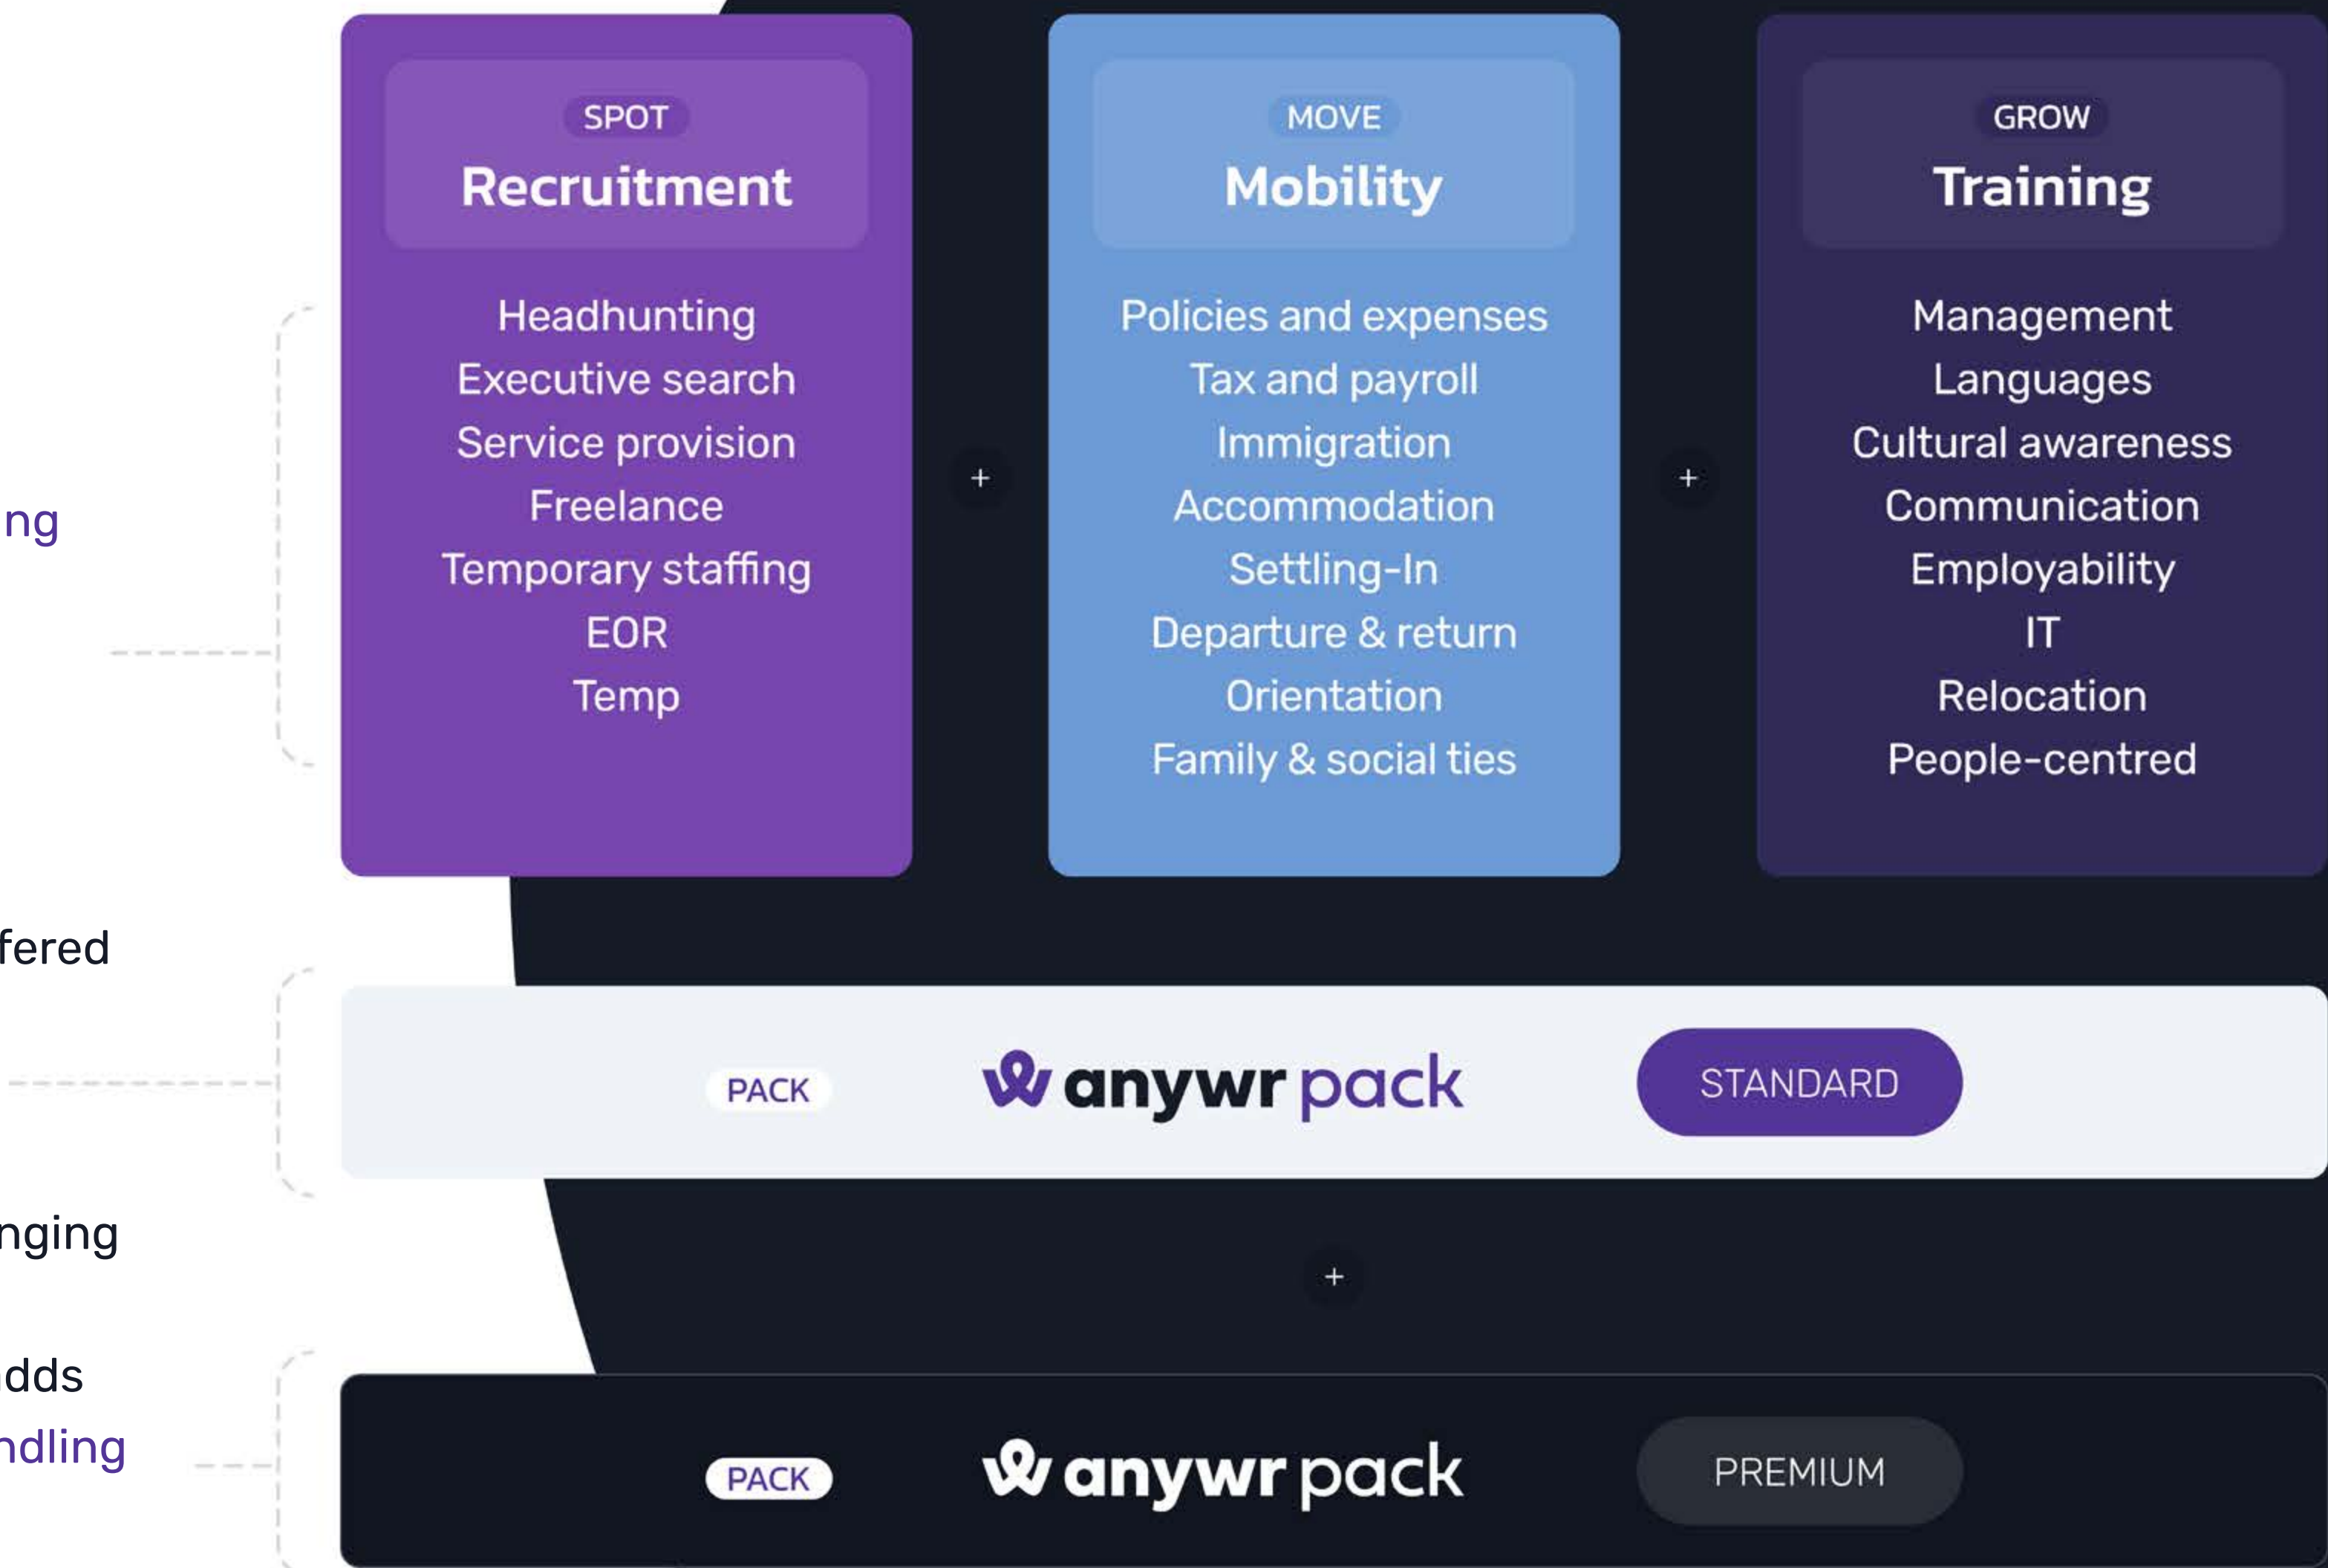 SPOT
Recruitment
Headhunting
Executive search
Service provision
Freelance
Temporary staffing
EOR
Temp
+
MOVE
Mobility
Policies and expenses
Tax and payroll
Immigration
Accommodation
Settling-In
Departure & return
Orientation
Family & social ties
+
GROW
Training
Management
Languages
Cultural awareness
Communication
Employability
IT
Relocation
People-centred
ng
fered
PACK anywr pack STANDARD
nging
+
dds
ndling
PACK anywr pack PREMIUM